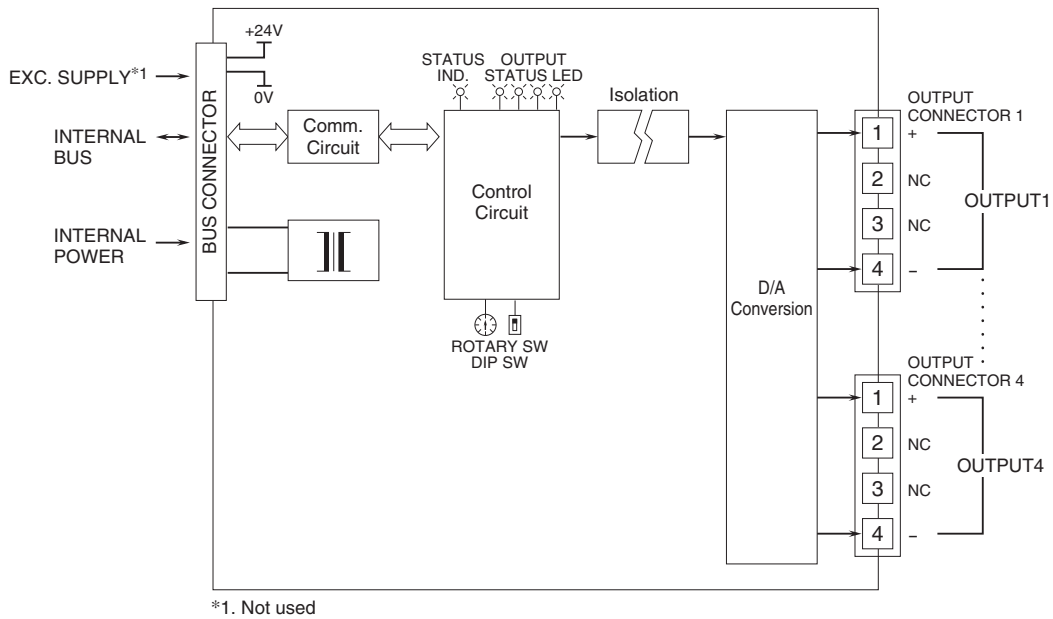 +24V
EXC. SUPPLY*1
0V
BUS CONNECTOR
INTERNAL
BUS
INTERNAL
POWER
Comm.
Circuit
STATUS
IND.
OUTPUT
STATUS LED
Control
Circuit
ROTARY SW
DIP SW
Isolation
D/A
Conversion
OUTPUT
CONNECTOR 1
1 +
2 NC
3 NC
4 −
OUTPUT1
OUTPUT
CONNECTOR 4
1 +
2 NC
3 NC
4 −
OUTPUT4
*1. Not used